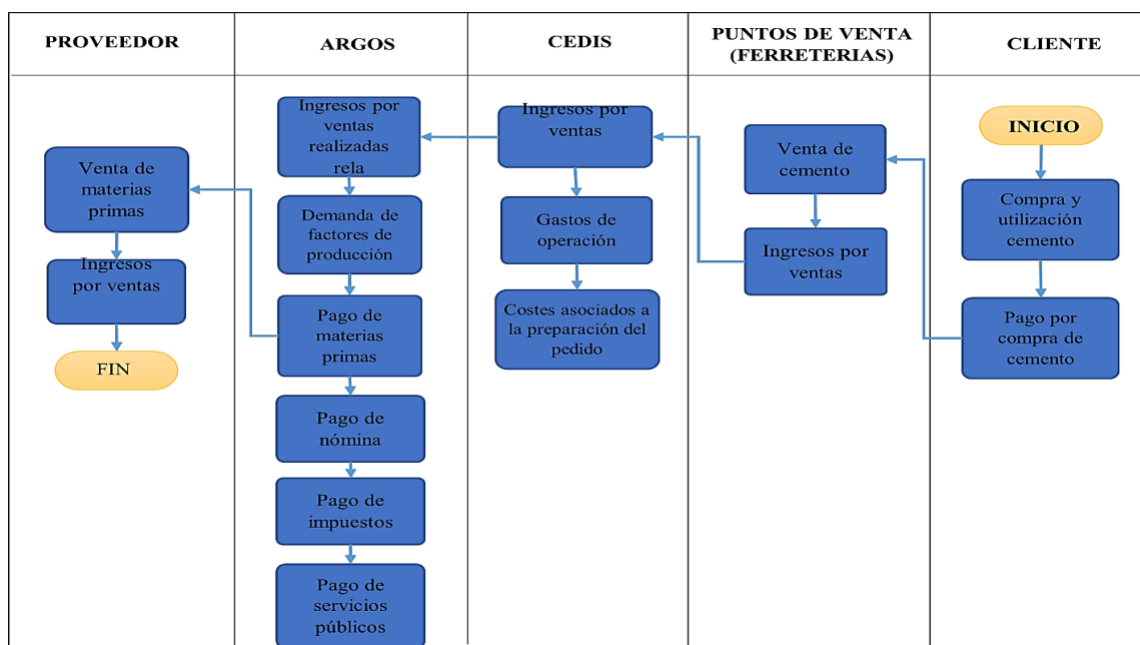 PROVEEDOR
ARGOS
CEDIS
PUNTOS DE VENTA
(FERRETERIAS)
CLIENTE
Venta de
materias
primas
Ingresos
por ventas
FIN
Ingresos por
ventas
realizadas
rela
Demanda de
factores de
producción
Pago de
materias
primas
Pago de
nómina
Pago de
impuestos
Pago de
servicios
públicos
Ingresos por
ventas
Gastos de
operación
Costes asociados a
la preparación del
pedido
Venta de
cemento
Ingresos por
ventas
INICIO
Compra y
utilización
cemento
Pago por
compra de
cemento